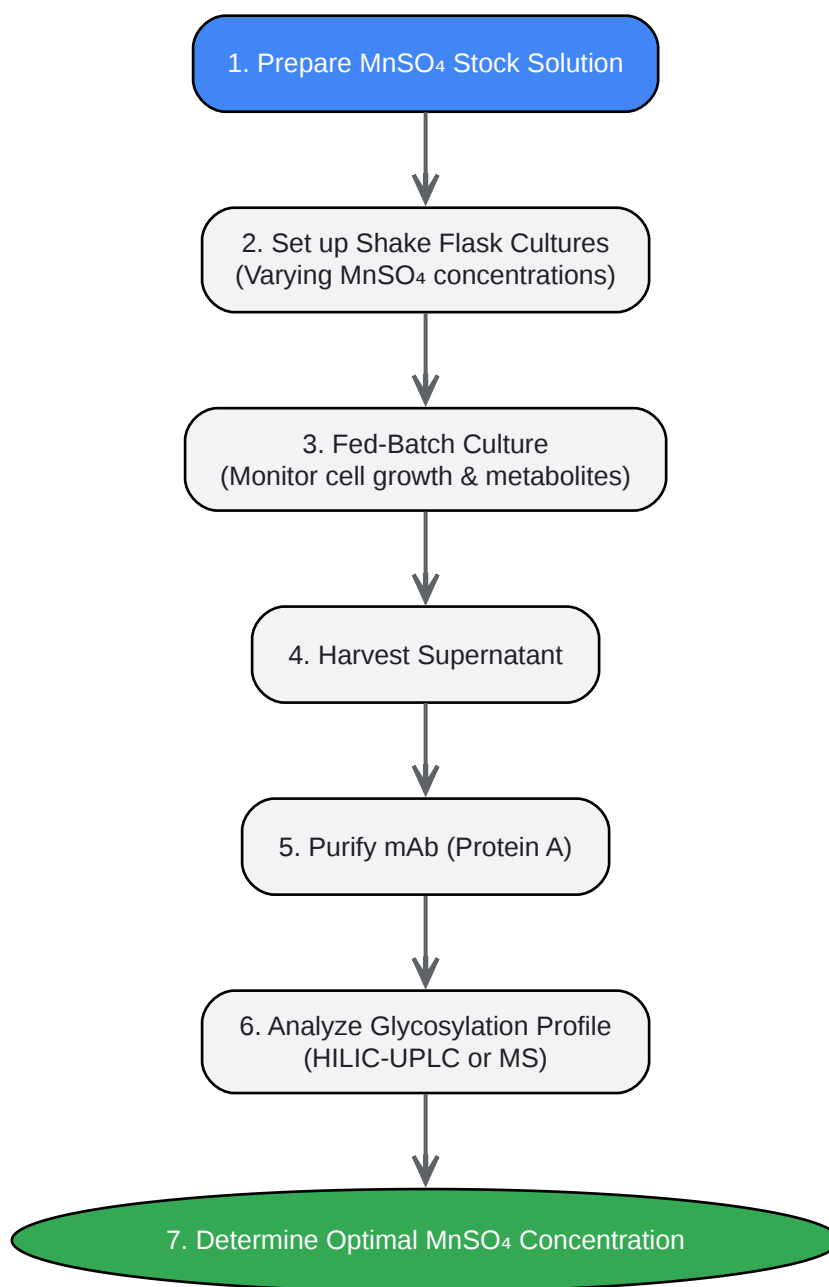 1. Prepare MnSO₄ Stock Solution
2. Set up Shake Flask Cultures
(Varying MnSO₄ concentrations)
3. Fed-Batch Culture
(Monitor cell growth & metabolites)
4. Harvest Supernatant
5. Purify mAb (Protein A)
6. Analyze Glycosylation Profile
(HILIC-UPLC or MS)
7. Determine Optimal MnSO₄ Concentration